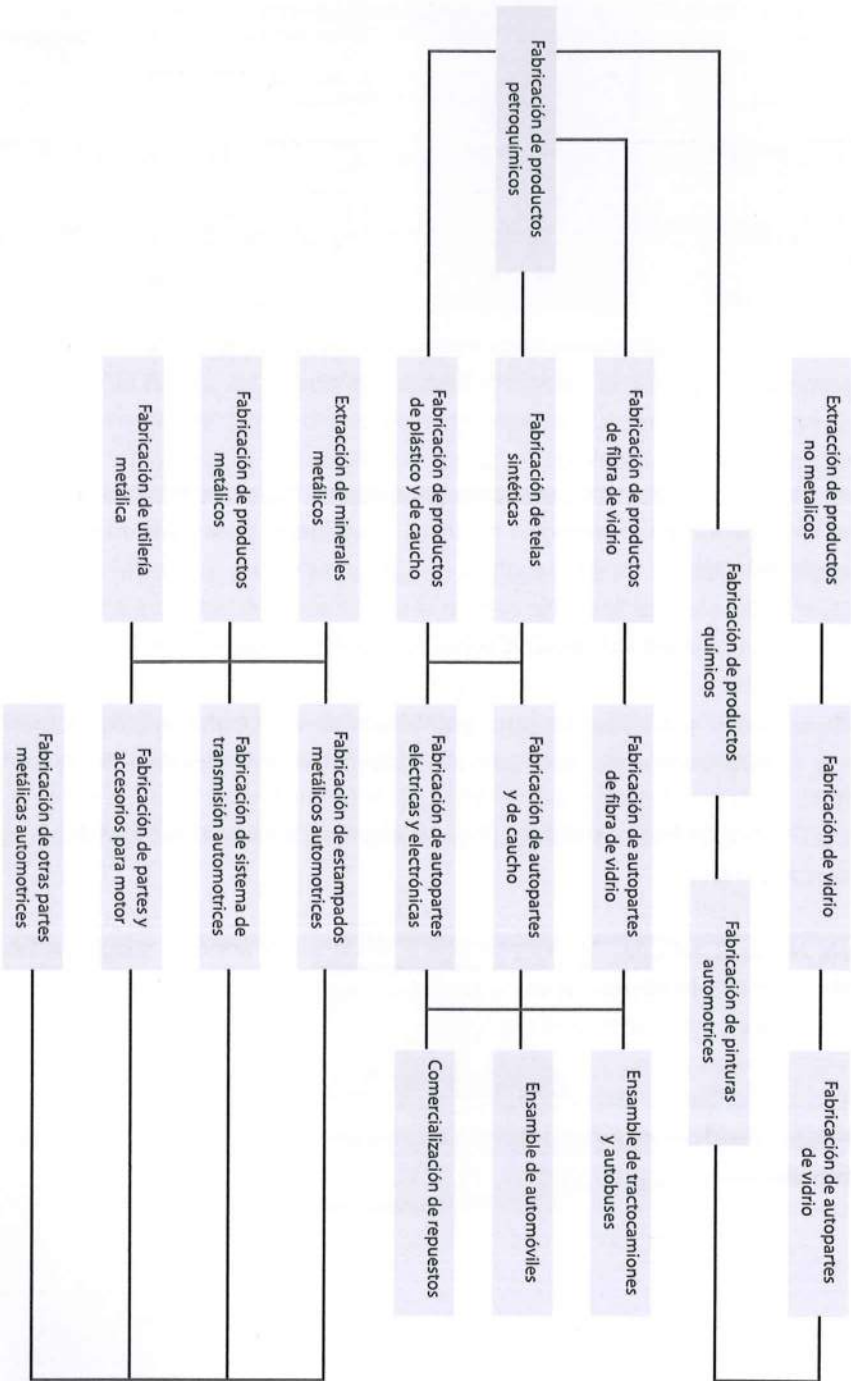 Extracción de productos
no metalicos
Fabricación de vidrio
Fabricación de autopartes
de vidrio
Fabricación de productos
químicos
Fabricación de pinturas
automotrices
Fabricación de productos
petroquímicos
Fabricación de productos
de fibra de vidrio
Fabricación de autopartes
de fibra de vidrio
Ensamble de tractocamiones
y autobuses
Fabricación de telas
sintéticas
Fabricación de autopartes
y de caucho
Ensamble de automóviles
Fabricación de productos
de plástico y de caucho
Fabricación de autopartes
eléctricas y electrónicas
Comercialización de repuestos
Extracción de minerales
metálicos
Fabricación de estampados
metálicos automotrices
Fabricación de productos
metálicos
Fabricación de sistema de
transmisión automotrices
Fabricación de utilería
metálica
Fabricación de partes y
accesorios para motor
Fabricación de otras partes
metálicas automotrices